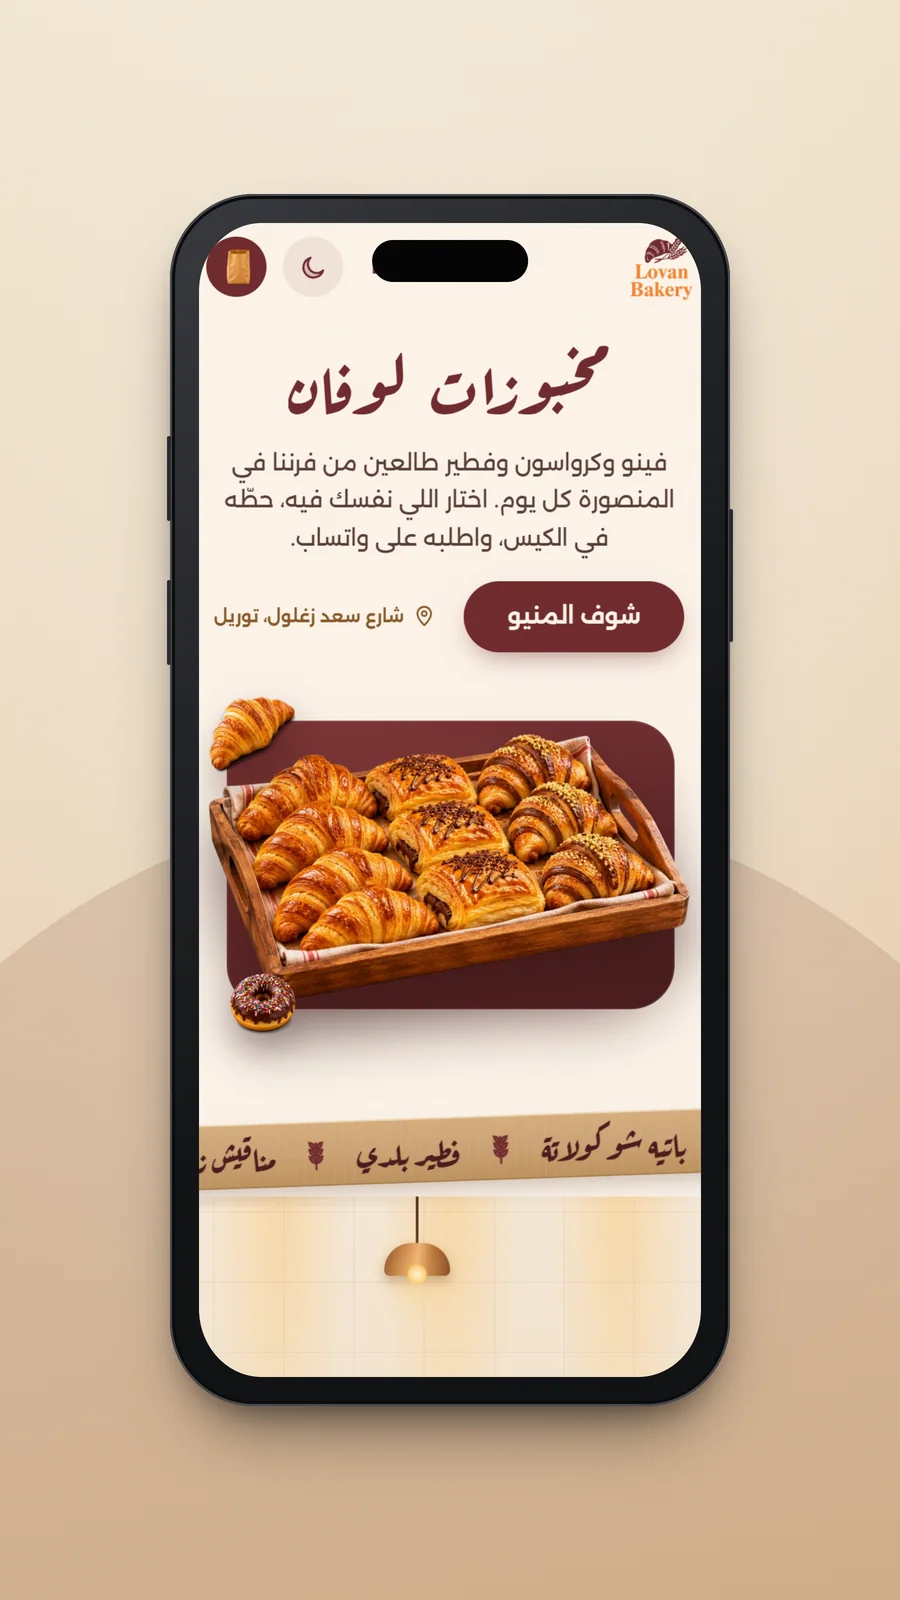 Lovan
Bakery
مخبوزات لوفان
فينو وكرواسون وفطير طالعين من فرننا في
المنصورة كل يوم. اختار اللي نفسك فيه، حطّه
في الكيس، واطلبه على واتساب.
شوف المنيو
شارع سعد زغلول، توريل
باتيه شوكولاتة
فطير بلدي
مناقيش